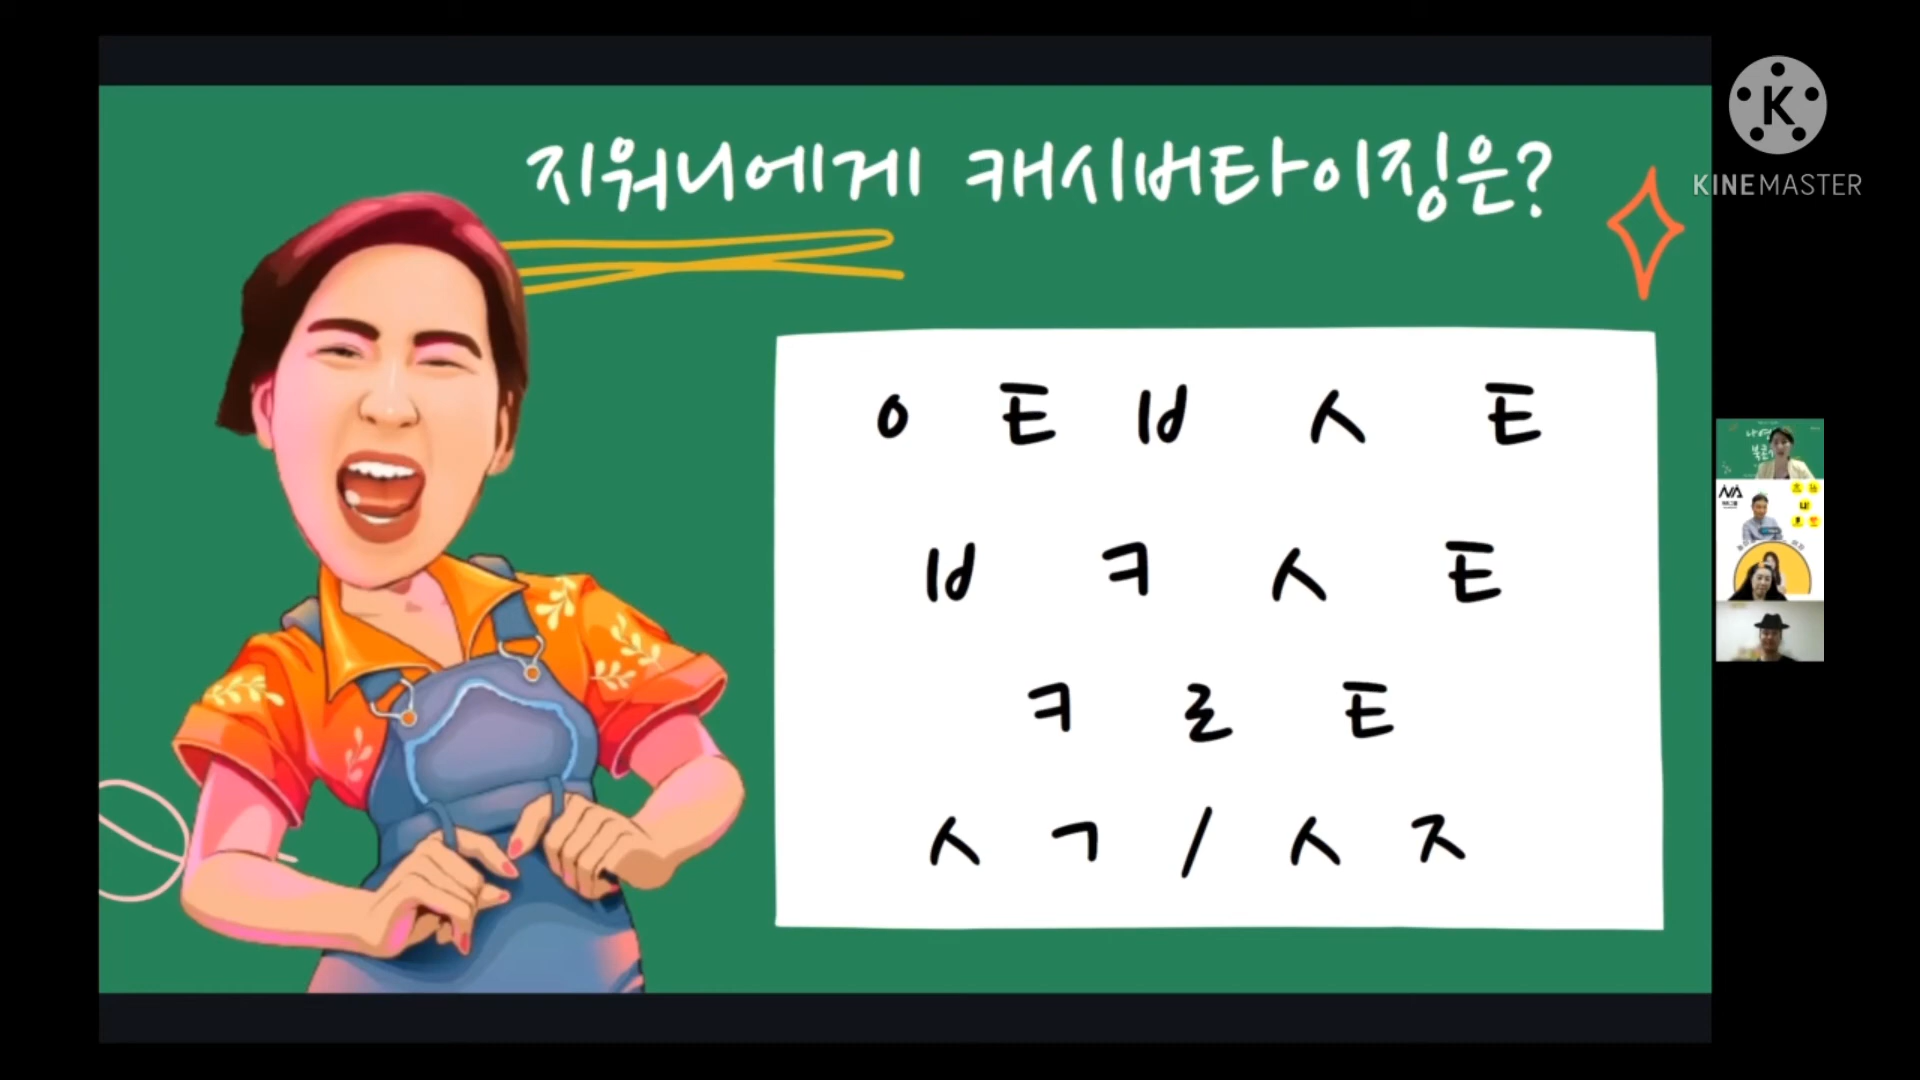 지워니에게 캐시버타이징은?
ㅇ ㅌ ㅂ ㅅ ㅌ
ㅂ ㅋ ㅅ ㅌ
ㅋ ㄹ ㅌ
ㅅ ㄱ / ㅅ ㅈ
K
KINEMASTER